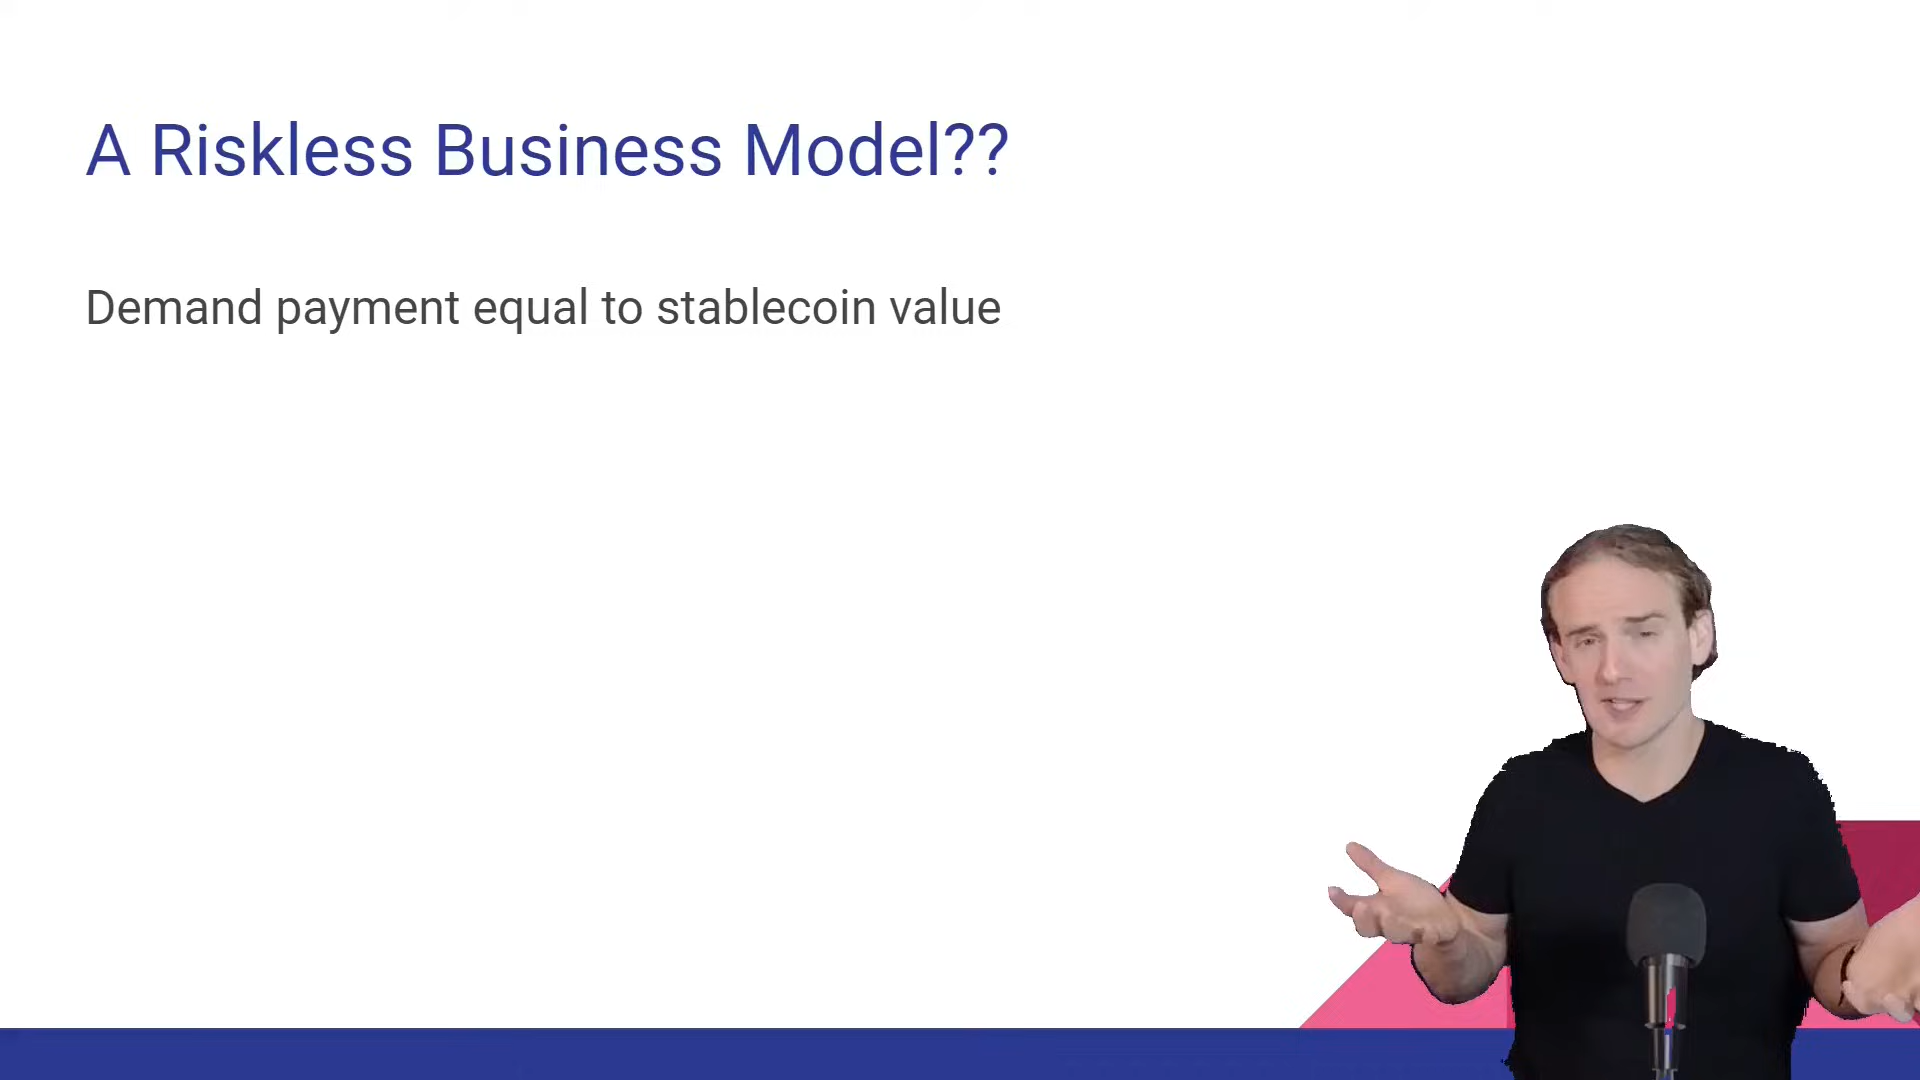 A Riskless Business Model??
Demand payment equal to stablecoin value